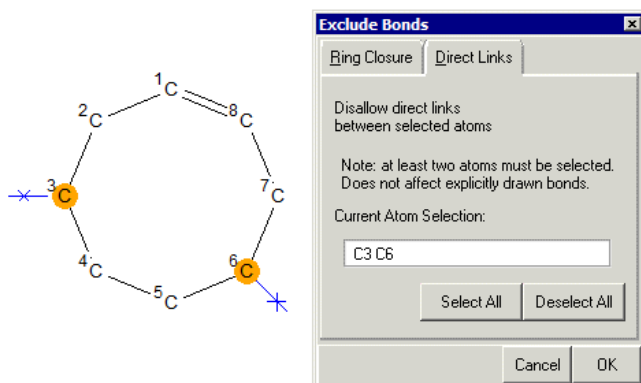 1
C
2
C
8
C
3
C
7
C
4
C
6
C
5
C
Exclude Bonds
Ring Closure Direct Links
Disallow direct links
between selected atoms
Note: at least two atoms must be selected.
Does not affect explicitly drawn bonds.
Current Atom Selection:
C3 C6
Select All Deselect All
Cancel OK